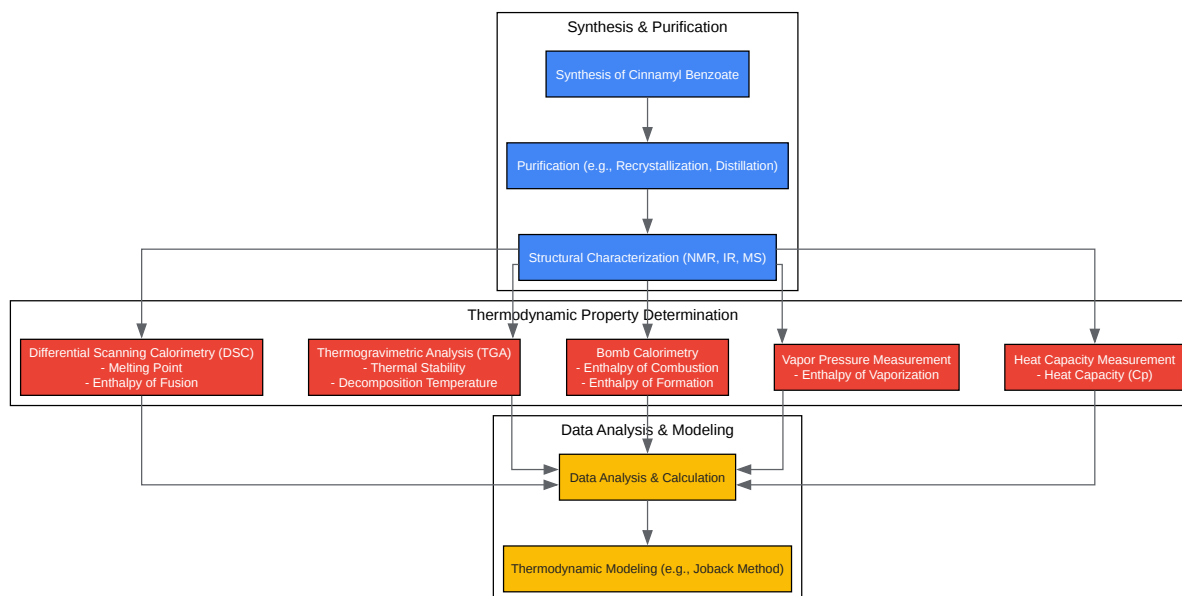 Synthesis & Purification
Synthesis of Cinnamyl Benzoate
Purification (e.g., Recrystallization, Distillation)
Structural Characterization (NMR, IR, MS)
Thermodynamic Property Determination
Differential Scanning Calorimetry (DSC)
- Melting Point
- Enthalpy of Fusion
Thermogravimetric Analysis (TGA)
- Thermal Stability
- Decomposition Temperature
Bomb Calorimetry
- Enthalpy of Combustion
- Enthalpy of Formation
Vapor Pressure Measurement
- Enthalpy of Vaporization
Heat Capacity Measurement
- Heat Capacity (Cp)
Data Analysis & Modeling
Data Analysis & Calculation
Thermodynamic Modeling (e.g., Joback Method)